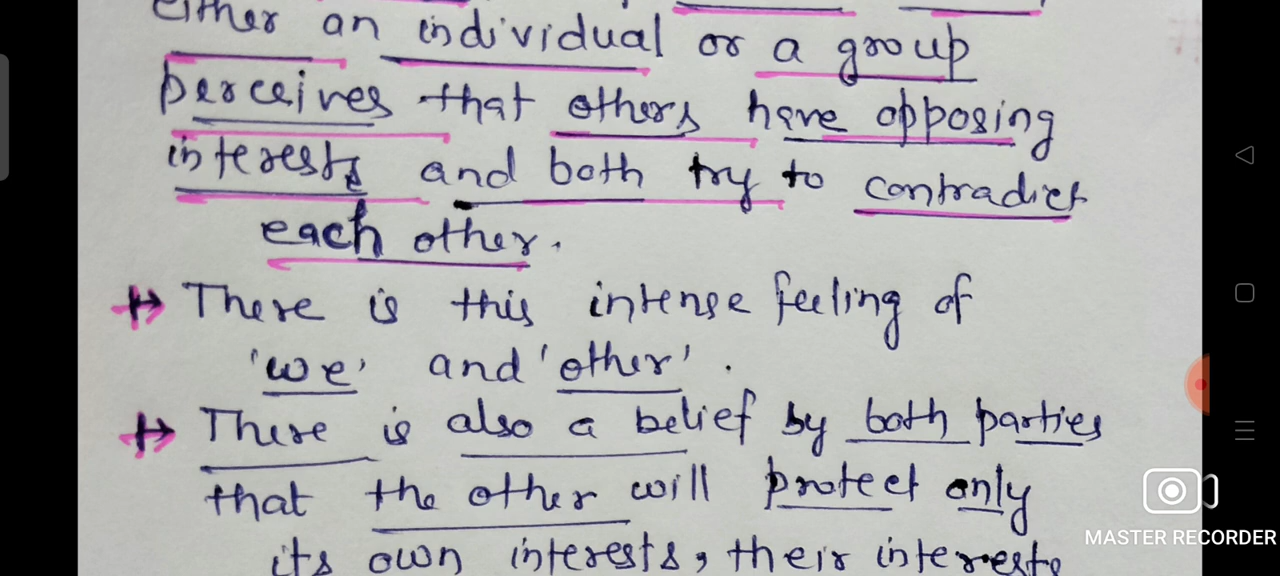 either an individual or a group
perceives that others have opposing
interests and both try to contradict
each other.
There is this intense feeling of
'we' and 'other'.
There is also a belief by both parties
that the other will protect only
its own interests, their interests
MASTER RECORDER